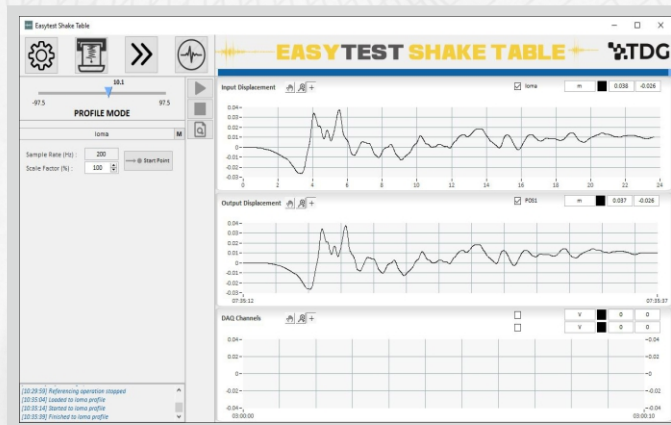 Easytest Shake Table
EASYTEST SHAKE TABLE
TDG
10.1
-97.5 97.5
PROFILE MODE
loma M
Sample Rate (Hz) : 200
Scale Factor (%) : 100 Start Point
Input Displacement loma m 0.038 -0.026
0.04
0.03
0.02
0.01
0
-0.01
-0.02
-0.03
0 2 4 6 8 10 12 14 16 18 20 22 24
Output Displacement POS1 m 0.037 -0.026
0.04
0.03
0.02
0.01
0
-0.01
-0.02
-0.03
07:35:12 07:35:37
DAQ Channels V 0 0
V 0 0
0.04 0.04
0.02 0.02
0 0
-0.02 -0.02
-0.04 -0.04
03:00:00 03:00:10
[10:29:59] Referencing operation stopped
[10:35:04] Loaded to loma profile
[10:35:14] Started to loma profile
[10:35:39] Finished to loma profile